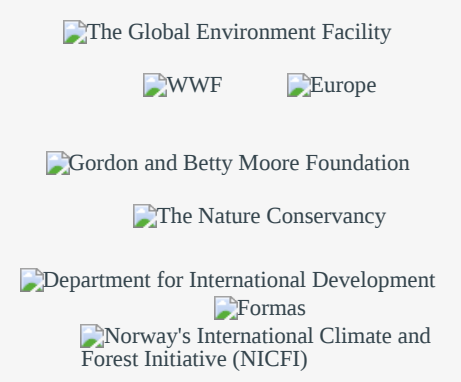 The Global Environment Facility
WWF Europe
Gordon and Betty Moore Foundation
The Nature Conservancy
Department for International Development
Formas
Norway's International Climate and
Forest Initiative (NICFI)